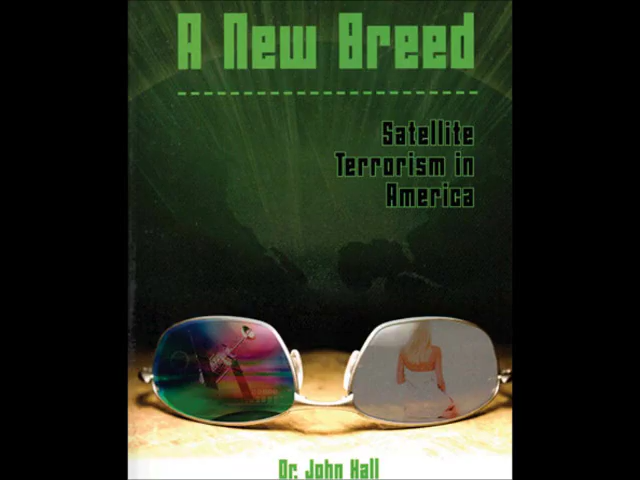 A New Breed
Satellite
Terrorism in
America
Dr. John Hall